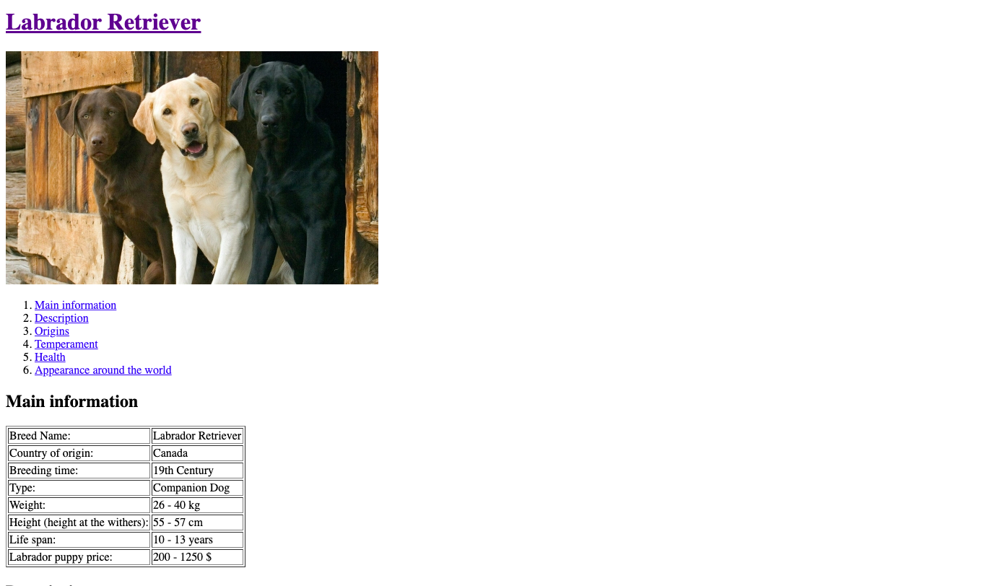 Labrador Retriever
1. Main information
2. Description
3. Origins
4. Temperament
5. Health
6. Appearance around the world
Main information
Breed Name: Labrador Retriever
Country of origin: Canada
Breeding time: 19th Century
Type: Companion Dog
Weight: 26 - 40 kg
Height (height at the withers): 55 - 57 cm
Life span: 10 - 13 years
Labrador puppy price: 200 - 1250 $